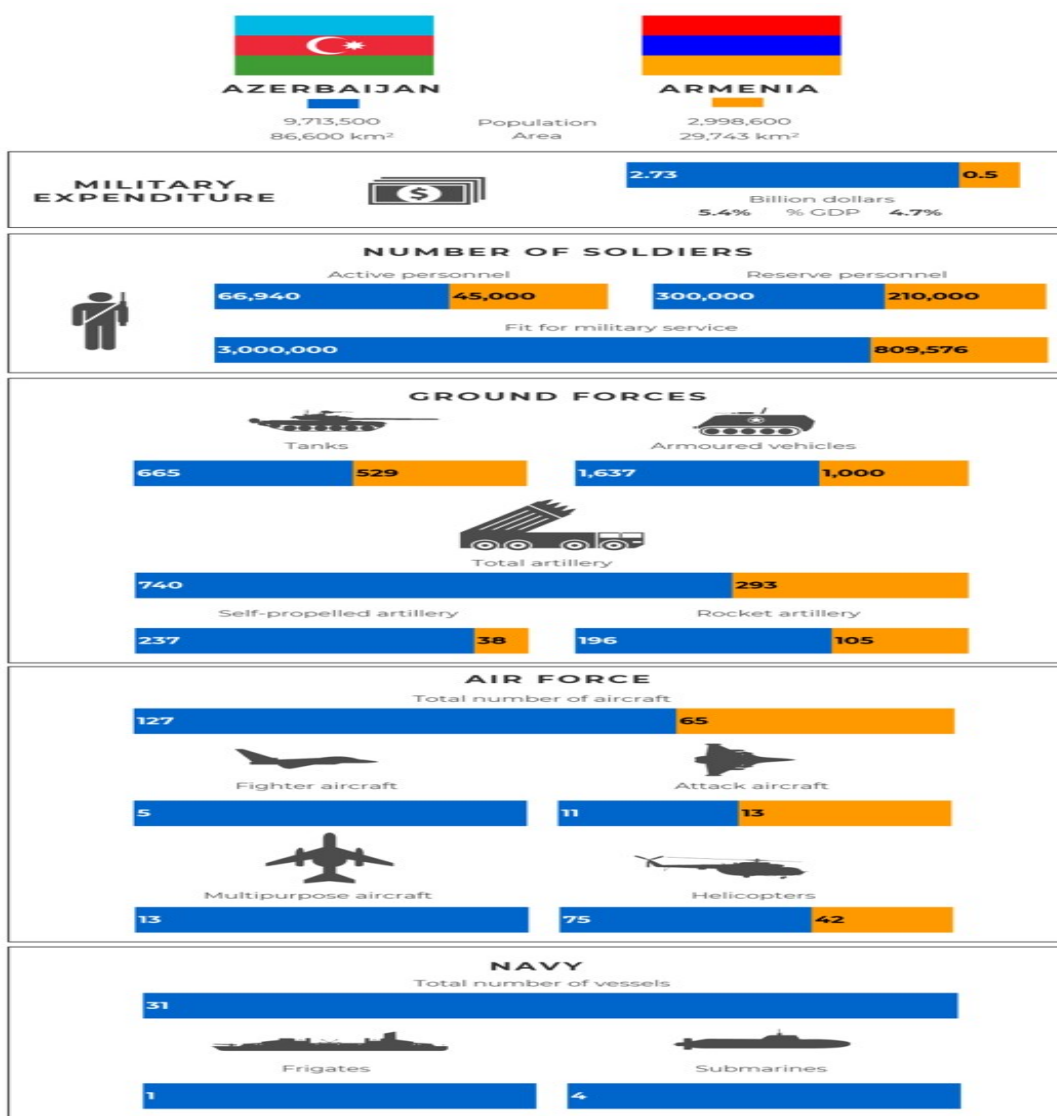 AZERBAIJAN ARMENIA
9,713,500 Population 2,998,600
86,600 km² Area 29,743 km²
MILITARY EXPENDITURE
$
2.73 0.5
Billion dollars
5.4% % GDP 4.7%
NUMBER OF SOLDIERS
Active personnel Reserve personnel
66,940 45,000 300,000 210,000
Fit for military service
3,000,000 809,576
GROUND FORCES
Tanks Armoured vehicles
665 529 1,637 1,000
Total artillery
740 293
Self-propelled artillery Rocket artillery
237 38 196 105
AIR FORCE
Total number of aircraft
127 65
Fighter aircraft Attack aircraft
5 11 13
Multipurpose aircraft Helicopters
13 75 42
NAVY
Total number of vessels
31
Frigates Submarines
1 4